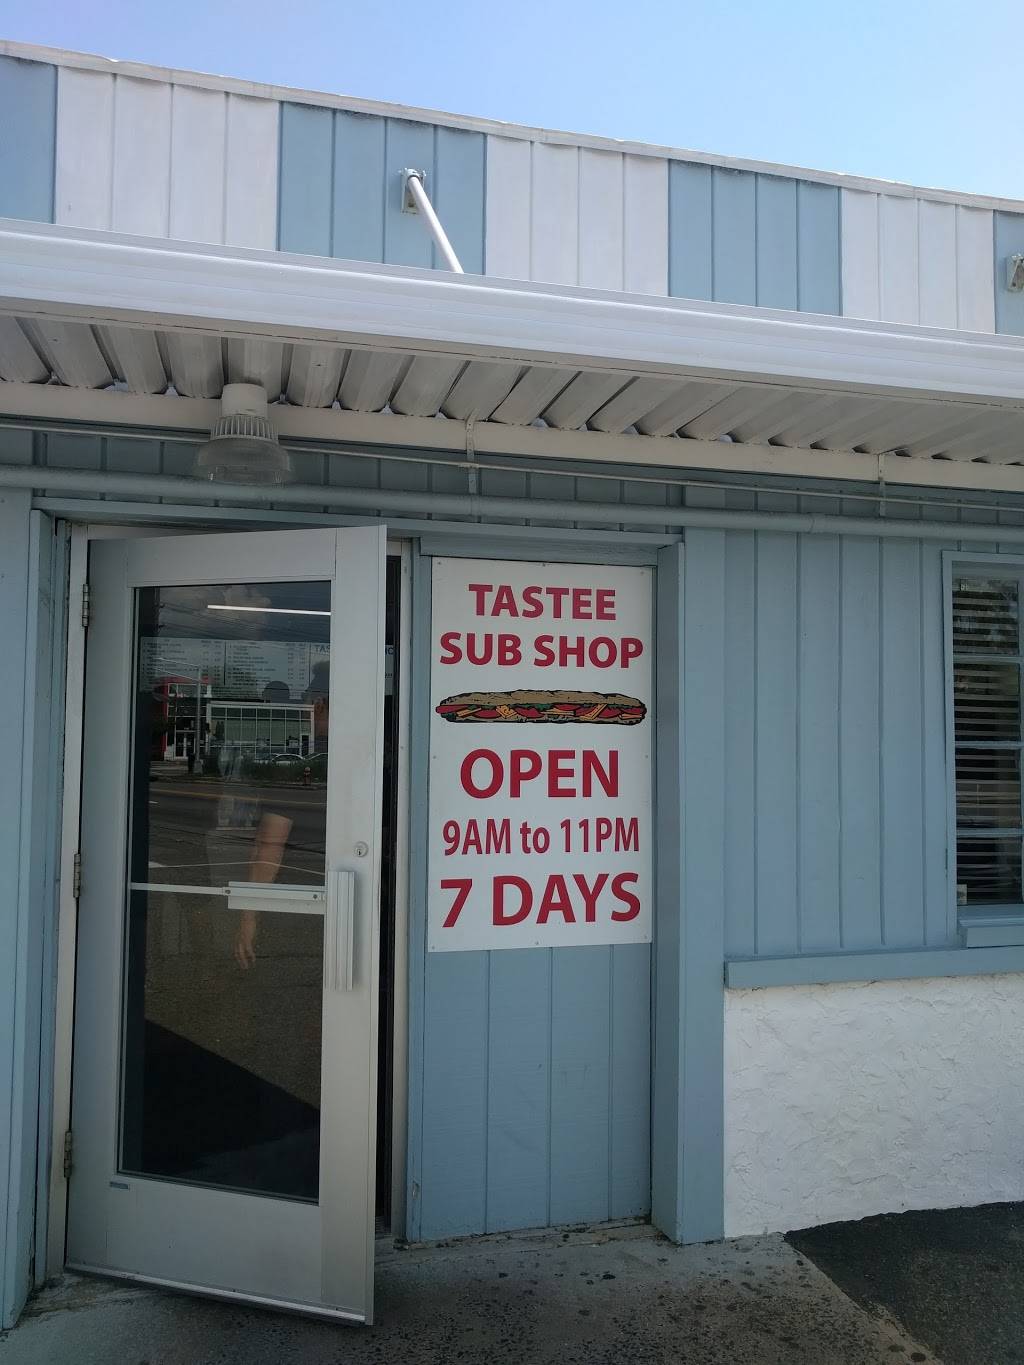 TASTEE
SUB SHOP
OPEN
9AM to 11PM
7 DAYS